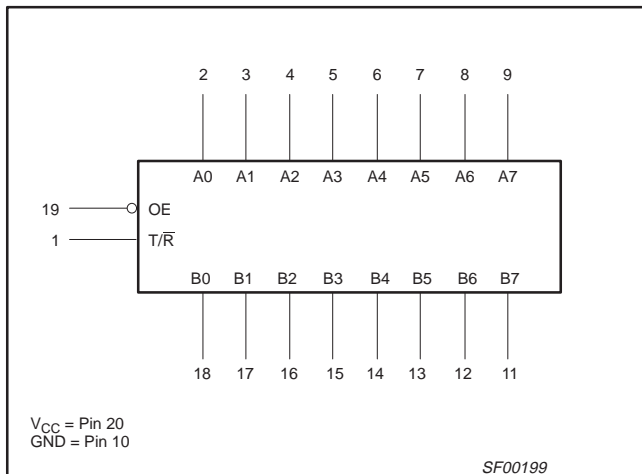 2 3 4 5 6 7 8 9
A0 A1 A2 A3 A4 A5 A6 A7
19 OE
1 T/R̅
B0 B1 B2 B3 B4 B5 B6 B7
18 17 16 15 14 13 12 11
VCC = Pin 20
GND = Pin 10
SF00199